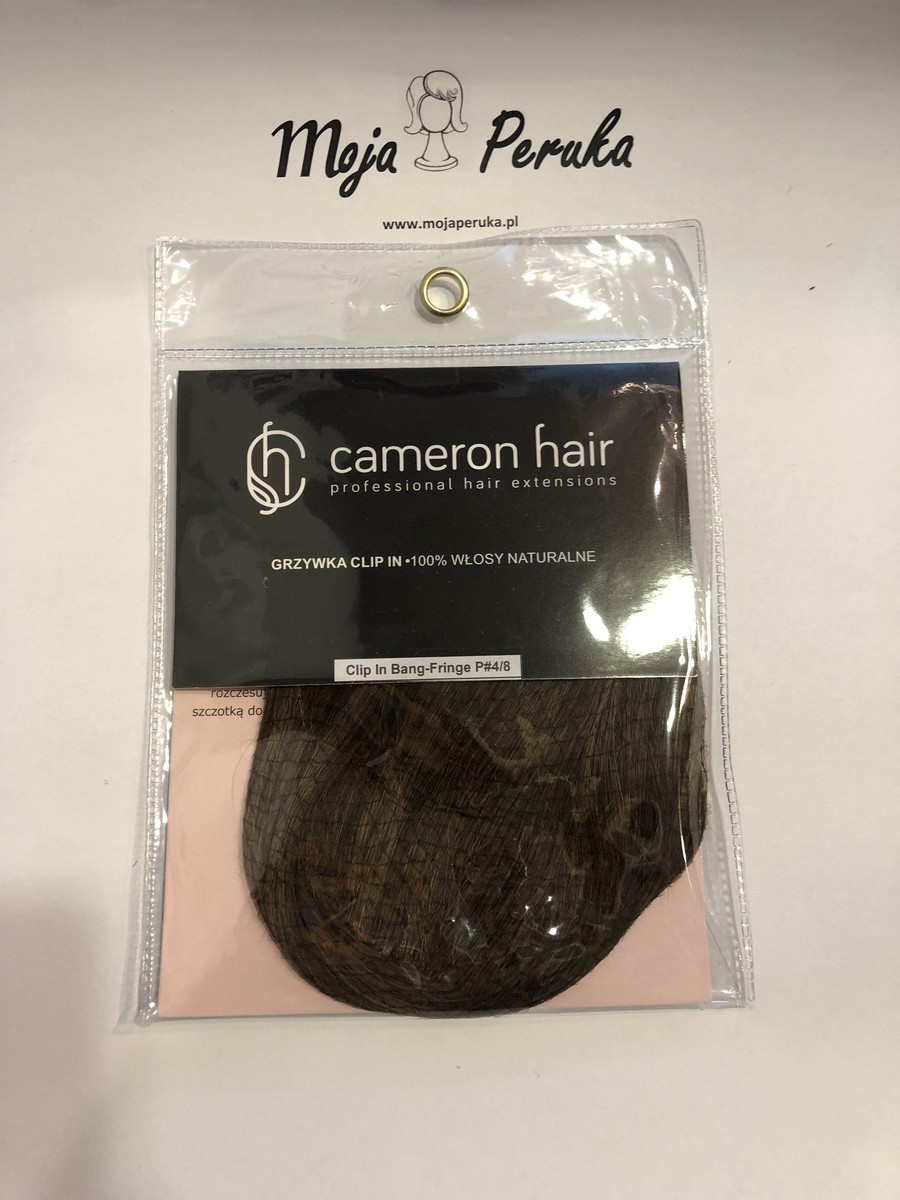 Moja Peruka
www.mojaperuka.pl
cameron hair
professional hair extensions
GRZYWKA CLIP IN •100% WŁOSY NATURALNE
Clip In Bang-Fringe P#4/8
szczotką do